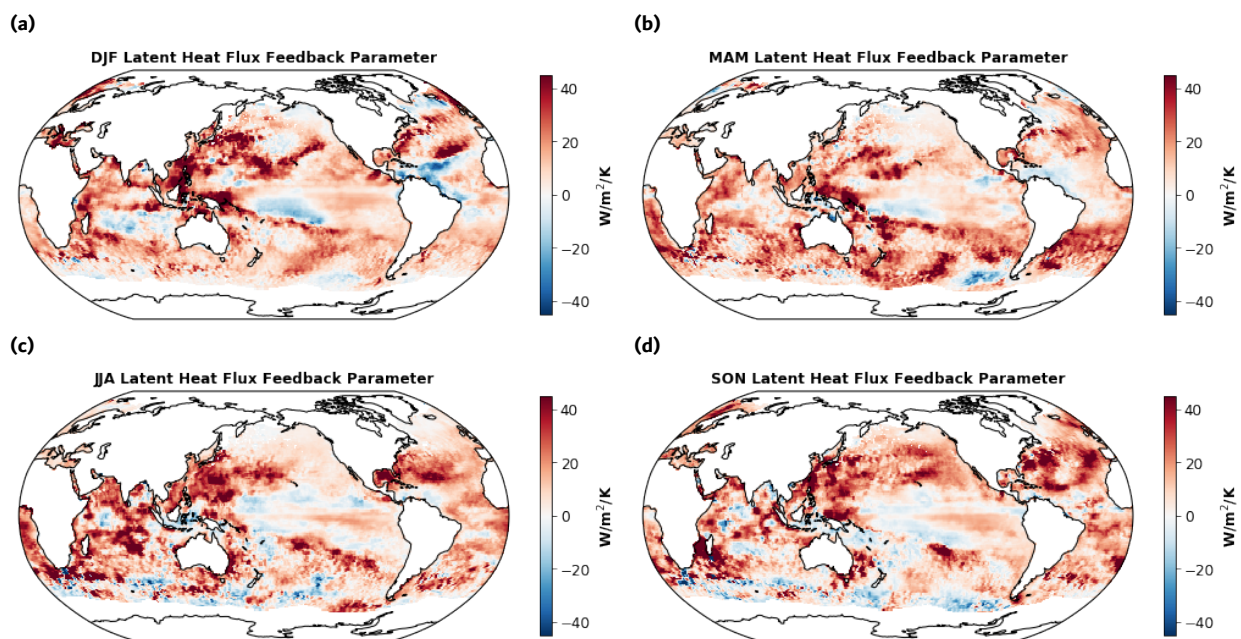 (a)
DJF Latent Heat Flux Feedback Parameter
40
20
0
−20
−40
W/m²/K
(b)
MAM Latent Heat Flux Feedback Parameter
40
20
0
−20
−40
W/m²/K
(c)
JJA Latent Heat Flux Feedback Parameter
40
20
0
−20
−40
W/m²/K
(d)
SON Latent Heat Flux Feedback Parameter
40
20
0
−20
−40
W/m²/K